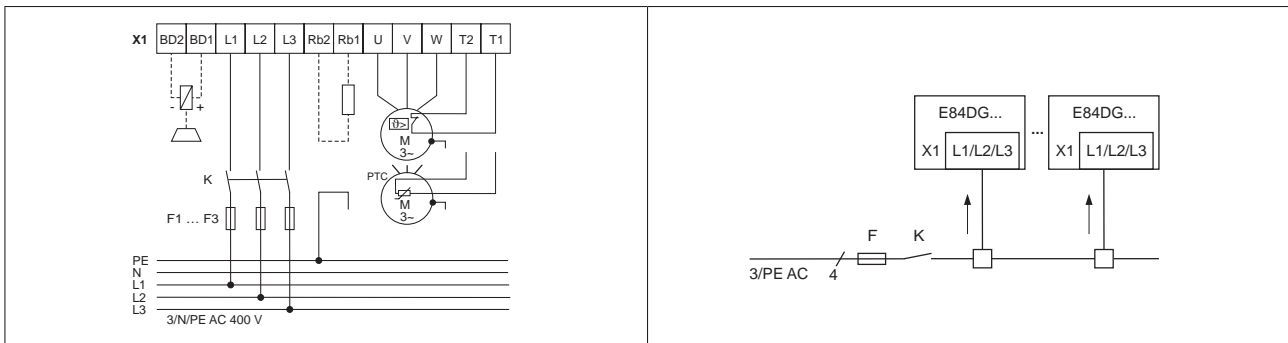 X1 BD2 BD1 L1 L2 L3 Rb2 Rb1 U V W T2 T1
- +
ϑ>
M
3~
K
PTC
M
3~
F1 ... F3
PE
N
L1
L2
L3
3/N/PE AC 400 V
E84DG... ... E84DG...
X1 L1/L2/L3 X1 L1/L2/L3
F K
3/PE AC 4